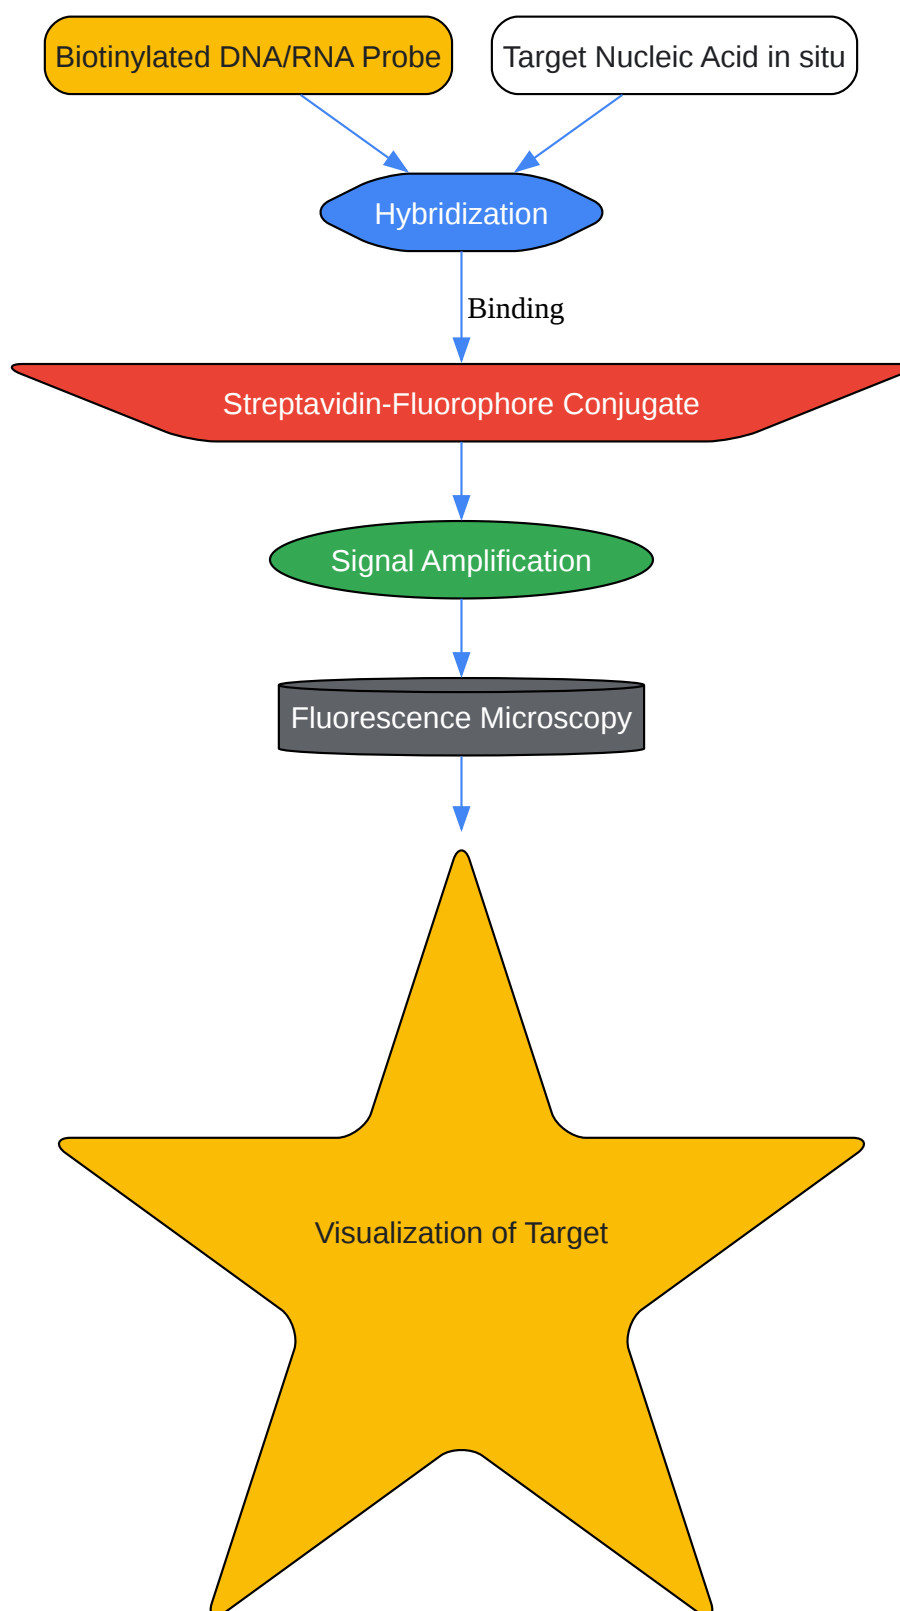 Biotinylated DNA/RNA Probe
Target Nucleic Acid in situ
Hybridization
Binding
Streptavidin-Fluorophore Conjugate
Signal Amplification
Fluorescence Microscopy
Visualization of Target